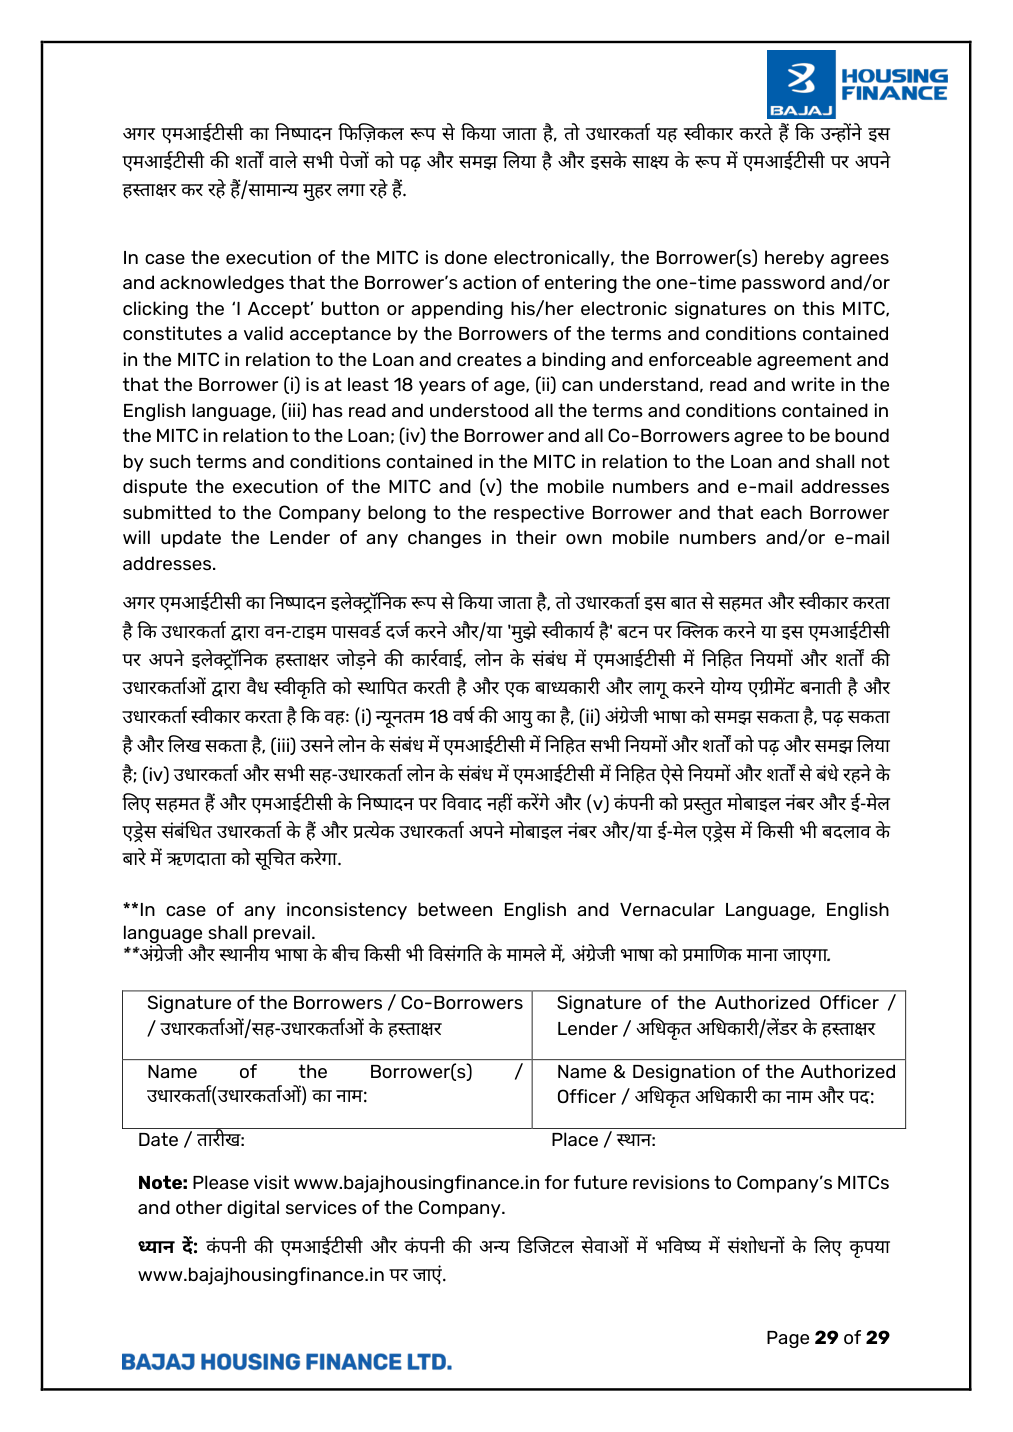 HOUSING
FINANCE
BAJAJ
अगर एमआईटीसी का निष्पादन फिज़िकल रूप से किया जाता है, तो उधारकर्ता यह स्वीकार करते हैं कि उन्होंने इस
एमआईटीसी की शर्तों वाले सभी पेजों को पढ़ और समझ लिया है और इसके साक्ष्य के रूप में एमआईटीसी पर अपने
हस्ताक्षर कर रहे हैं/सामान्य मुहर लगा रहे हैं.
In case the execution of the MITC is done electronically, the Borrower(s) hereby agrees
and acknowledges that the Borrower’s action of entering the one-time password and/or
clicking the ‘I Accept’ button or appending his/her electronic signatures on this MITC,
constitutes a valid acceptance by the Borrowers of the terms and conditions contained
in the MITC in relation to the Loan and creates a binding and enforceable agreement and
that the Borrower (i) is at least 18 years of age, (ii) can understand, read and write in the
English language, (iii) has read and understood all the terms and conditions contained in
the MITC in relation to the Loan; (iv) the Borrower and all Co-Borrowers agree to be bound
by such terms and conditions contained in the MITC in relation to the Loan and shall not
dispute the execution of the MITC and (v) the mobile numbers and e-mail addresses
submitted to the Company belong to the respective Borrower and that each Borrower
will update the Lender of any changes in their own mobile numbers and/or e-mail
addresses.
अगर एमआईटीसी का निष्पादन इलेक्ट्रॉनिक रूप से किया जाता है, तो उधारकर्ता इस बात से सहमत और स्वीकार करता
है कि उधारकर्ता द्वारा वन-टाइम पासवर्ड दर्ज करने और/या 'मुझे स्वीकार्य है' बटन पर क्लिक करने या इस एमआईटीसी
पर अपने इलेक्ट्रॉनिक हस्ताक्षर जोड़ने की कार्रवाई, लोन के संबंध में एमआईटीसी में निहित नियमों और शर्तों की
उधारकर्ताओं द्वारा वैध स्वीकृति को स्थापित करती है और एक बाध्यकारी और लागू करने योग्य एग्रीमेंट बनाती है और
उधारकर्ता स्वीकार करता है कि वह: (i) न्यूनतम 18 वर्ष की आयु का है, (ii) अंग्रेजी भाषा को समझ सकता है, पढ़ सकता
है और लिख सकता है, (iii) उसने लोन के संबंध में एमआईटीसी में निहित सभी नियमों और शर्तों को पढ़ और समझ लिया
है; (iv) उधारकर्ता और सभी सह-उधारकर्ता लोन के संबंध में एमआईटीसी में निहित ऐसे नियमों और शर्तों से बंधे रहने के
लिए सहमत हैं और एमआईटीसी के निष्पादन पर विवाद नहीं करेंगे और (v) कंपनी को प्रस्तुत मोबाइल नंबर और ई-मेल
एड्रेस संबंधित उधारकर्ता के हैं और प्रत्येक उधारकर्ता अपने मोबाइल नंबर और/या ई-मेल एड्रेस में किसी भी बदलाव के
बारे में ऋणदाता को सूचित करेगा.
**In case of any inconsistency between English and Vernacular Language, English
language shall prevail.
**अंग्रेजी और स्थानीय भाषा के बीच किसी भी विसंगति के मामले में, अंग्रेजी भाषा को प्रमाणिक माना जाएगा.
Signature of the Borrowers / Co-Borrowers
/ उधारकर्ताओं/सह-उधारकर्ताओं के हस्ताक्षर
Signature of the Authorized Officer /
Lender / अधिकृत अधिकारी/लेंडर के हस्ताक्षर
Name of the Borrower(s) /
उधारकर्ता(उधारकर्ताओं) का नाम:
Name & Designation of the Authorized
Officer / अधिकृत अधिकारी का नाम और पद:
Date / तारीख:
Place / स्थान:
Note: Please visit www.bajajhousingfinance.in for future revisions to Company’s MITCs
and other digital services of the Company.
ध्यान दें: कंपनी की एमआईटीसी और कंपनी की अन्य डिजिटल सेवाओं में भविष्य में संशोधनों के लिए कृपया
www.bajajhousingfinance.in पर जाएं.
Page 29 of 29
BAJAJ HOUSING FINANCE LTD.